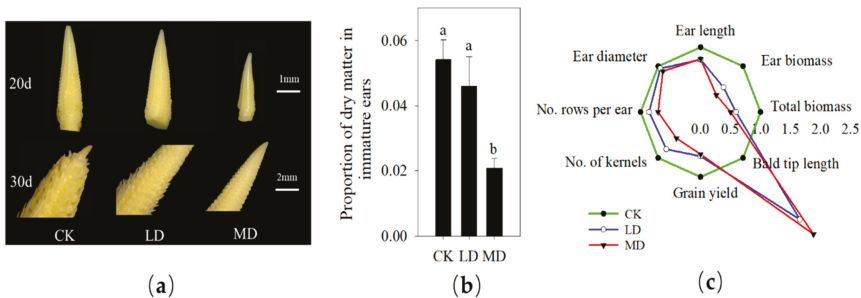 20d
1mm
30d
2mm
CK LD MD
(a)
Proportion of dry matter in
immature ears
0.06
0.04
0.02
0.00
a
a
b
CK LD MD
(b)
Ear length
Ear diameter
Ear biomass
No. rows per ear
Total biomass
0.0 0.5 1.0 1.5 2.0 2.5
No. of kernels
Bald tip length
Grain yield
CK
LD
MD
(c)